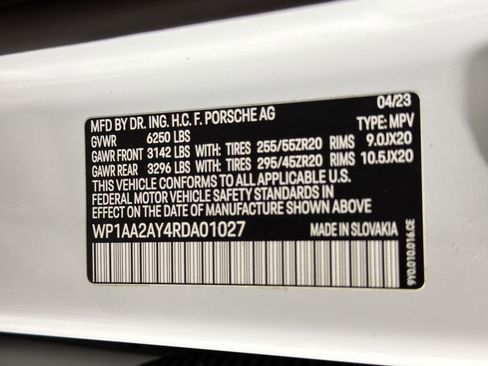 04/23
MFD BY DR. ING. H.C. F. PORSCHE AG
TYPE: MPV
GVWR 6250 LBS
GAWR FRONT 3142 LBS WITH: TIRES 255/55ZR20 RIMS 9.0JX20
GAWR REAR 3296 LBS WITH: TIRES 295/45ZR20 RIMS 10.5JX20
THIS VEHICLE CONFORMS TO ALL APPLICABLE U.S.
FEDERAL MOTOR VEHICLE SAFETY STANDARDS IN
EFFECT ON THE DATE OF MANUFACTURE SHOWN ABOVE.
WP1AA2AY4RDA01027 MADE IN SLOVAKIA
9Y0.010.016.CE